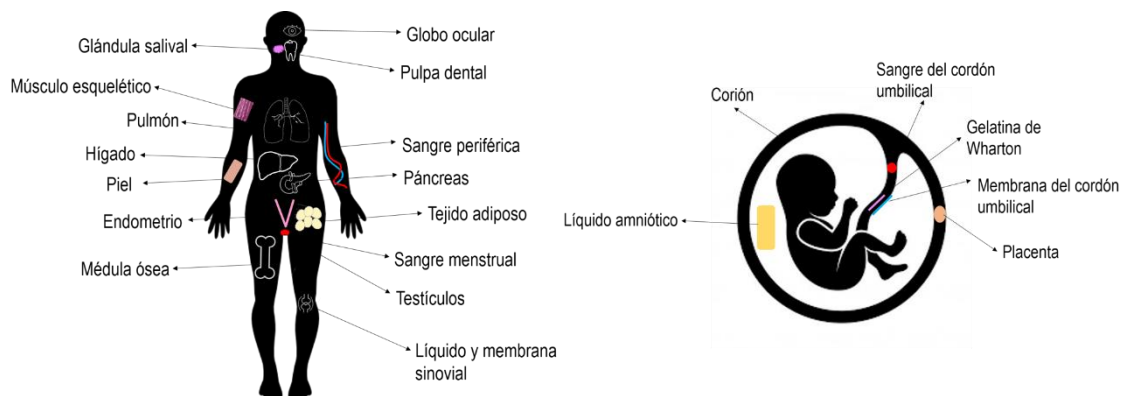 Glándula salival
Músculo esquelético
Pulmón
Hígado
Piel
Endometrio
Médula ósea
Globo ocular
Pulpa dental
Sangre periférica
Páncreas
Tejido adiposo
Sangre menstrual
Testículos
Líquido y membrana
sinovial
Corión
Líquido amniótico
Sangre del cordón
umbilical
Gelatina de
Wharton
Membrana del cordón
umbilical
Placenta